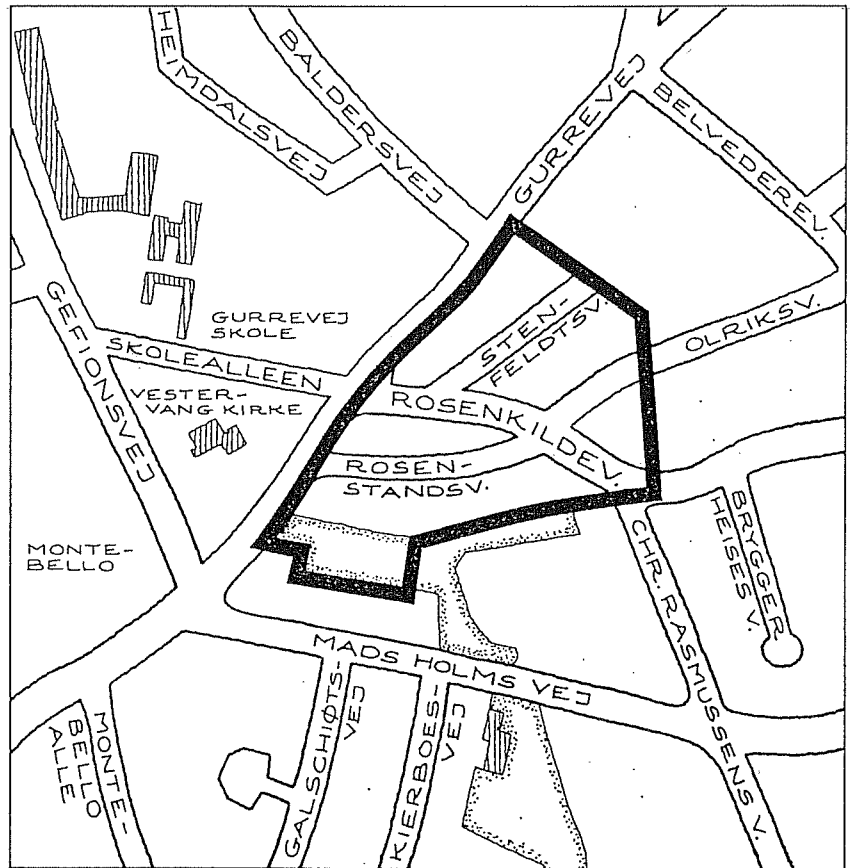 HEIMDALSVEJ
BALDERSVEJ
GURREVEJ
BELVEDEREV.
GEFIONSVEJ
GURREVEJ
SKOLE
SKOLEALLEEN
STEN-
FELDTSV.
OLRIKSV.
VESTER-
VANG KIRKE
ROSENKILDEV.
ROSEN-
STANDSV.
MONTE-
BELLO
BRYGGER
HEISES V.
CHR. RASMUSSENS V.
MADS HOLMS VEJ
MONTE-
BELLO
ALLE
GALSCHIØTS-
VEJ
KIERBOES-
VEJ